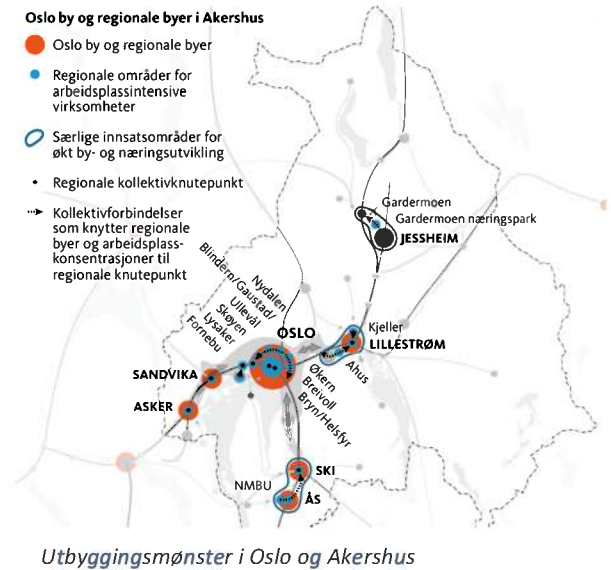 Oslo by og regionale byer i Akershus
Oslo by og regionale byer
Regionale områder for
arbeidsplassintensive
virksomheter
Særlige innsatsområder for
økt by- og næringsutvikling
Regionale kollektivknutepunkt
Kollektivforbindelser
som knytter regionale
byer og arbeidsplass-
konsentrasjoner til
regionale knutepunkt
Gardermoen
Gardermoen næringspark
JESSHEIM
Nydalen
Blindern/Gaustad/
Ullevål
Skøyen
Lysaker
Fornebu
OSLO
Kjeller
LILLESTRØM
Ahus
Økern
Breivoll
Bryn/Helsfyr
SANDVIKA
ASKER
SKI
NMBU
ÅS
Utbyggingsmønster i Oslo og Akershus